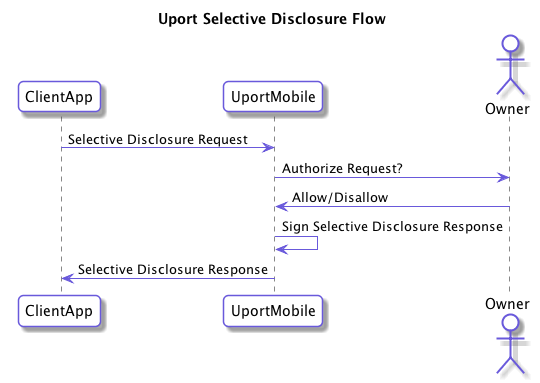 Uport Selective Disclosure Flow
ClientApp
UportMobile
Owner
Selective Disclosure Request
Authorize Request?
Allow/Disallow
Sign Selective Disclosure Response
Selective Disclosure Response
ClientApp
UportMobile
Owner